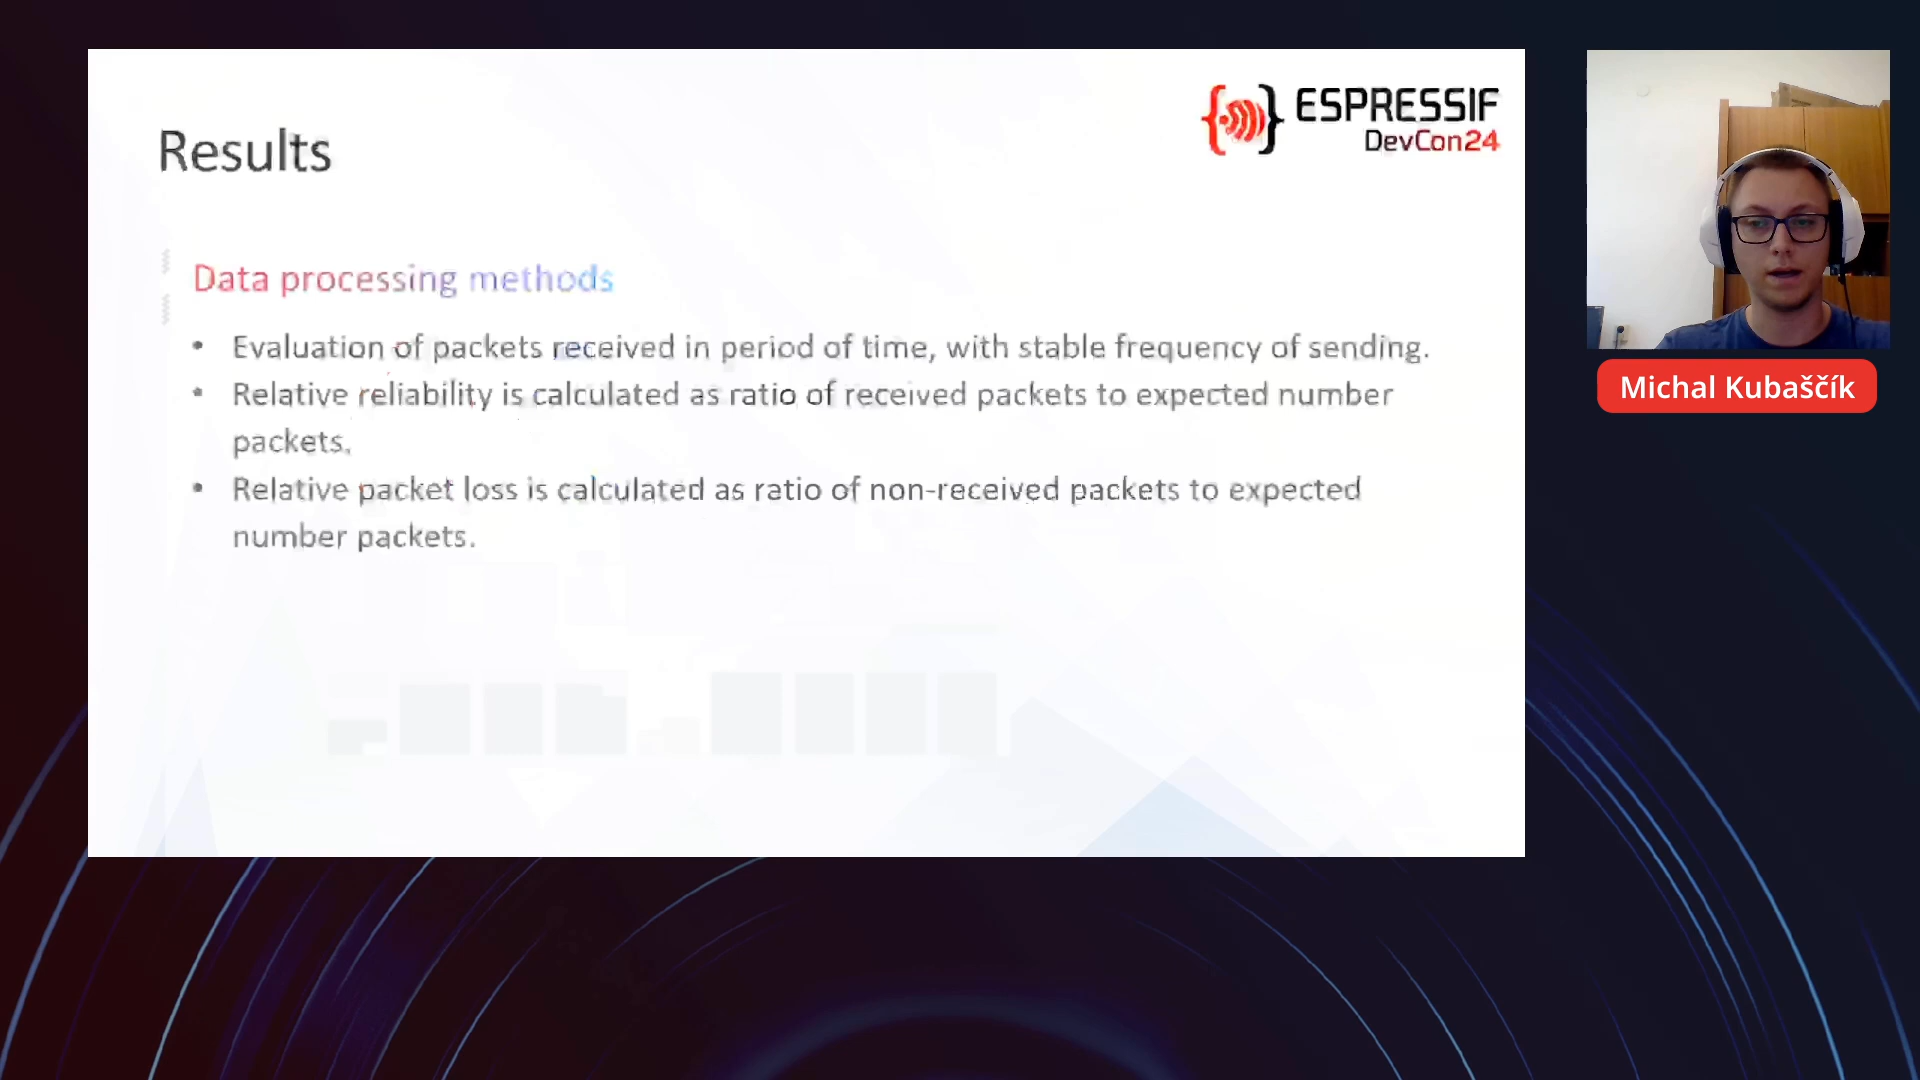 ESPRESSIF
DevCon24
Results
Data processing methods
• Evaluation of packets received in period of time, with stable frequency of sending.
• Relative reliability is calculated as ratio of received packets to expected number
packets.
• Relative packet loss is calculated as ratio of non-received packets to expected
number packets.
Michal Kubaščík